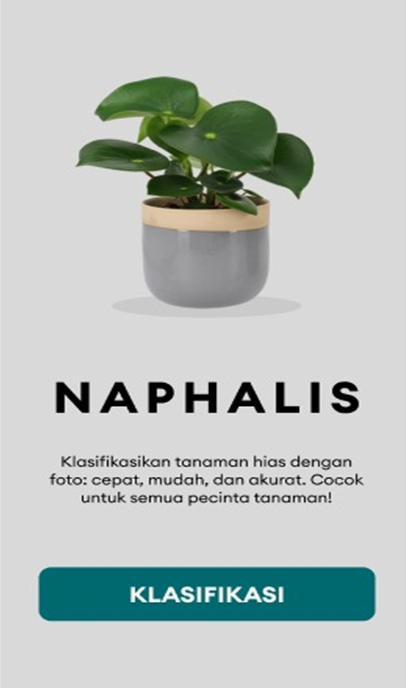 NAPHALIS
Klasifikasikan tanaman hias dengan
foto: cepat, mudah, dan akurat. Cocok
untuk semua pecinta tanaman!
KLASIFIKASI